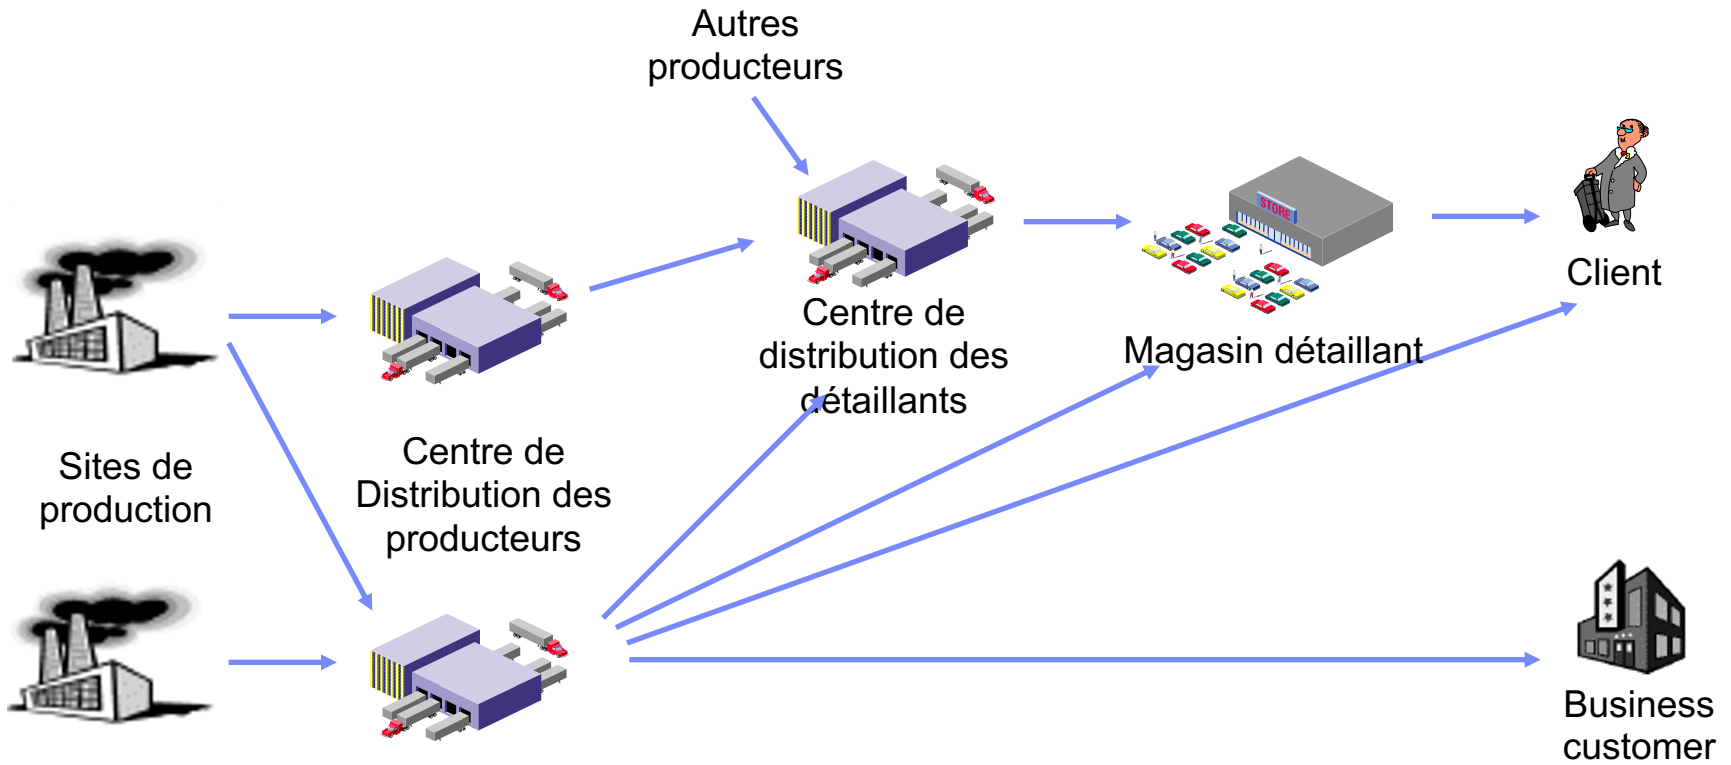 Autres
producteurs
STORE
Client
Centre de
distribution des
détaillants
Magasin détaillant
Sites de
production
Centre de
Distribution des
producteurs
Business
customer